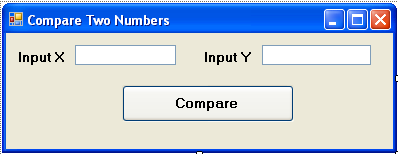 Compare Two Numbers
Input X Input Y
Compare